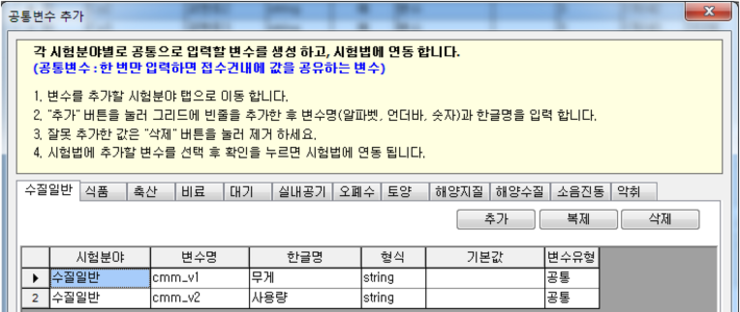 공통변수 추가
각 시험분야별로 공통으로 입력할 변수를 생성 하고, 시험법에 연동 합니다.
(공통변수 : 한 번만 입력하면 접수건내에 값을 공유하는 변수)
1. 변수를 추가할 시험분야 탭으로 이동 합니다.
2. "추가" 버튼을 눌러 그리드에 빈줄을 추가한 후 변수명(알파벳, 언더바, 숫자)과 한글명을 입력 합니다.
3. 잘못 추가한 값은 "삭제" 버튼을 눌러 제거 하세요.
4. 시험법에 추가할 변수를 선택 후 확인을 누르면 시험법에 연동 됩니다.
수질일반 식품 축산 비료 대기 실내공기 오폐수 토양 해양지질 해양수질 소음진동 악취
추가 복제 삭제
시험분야 변수명 한글명 형식 기본값 변수유형
수질일반 cmm_v1 무게 string 공통
2 수질일반 cmm_v2 사용량 string 공통